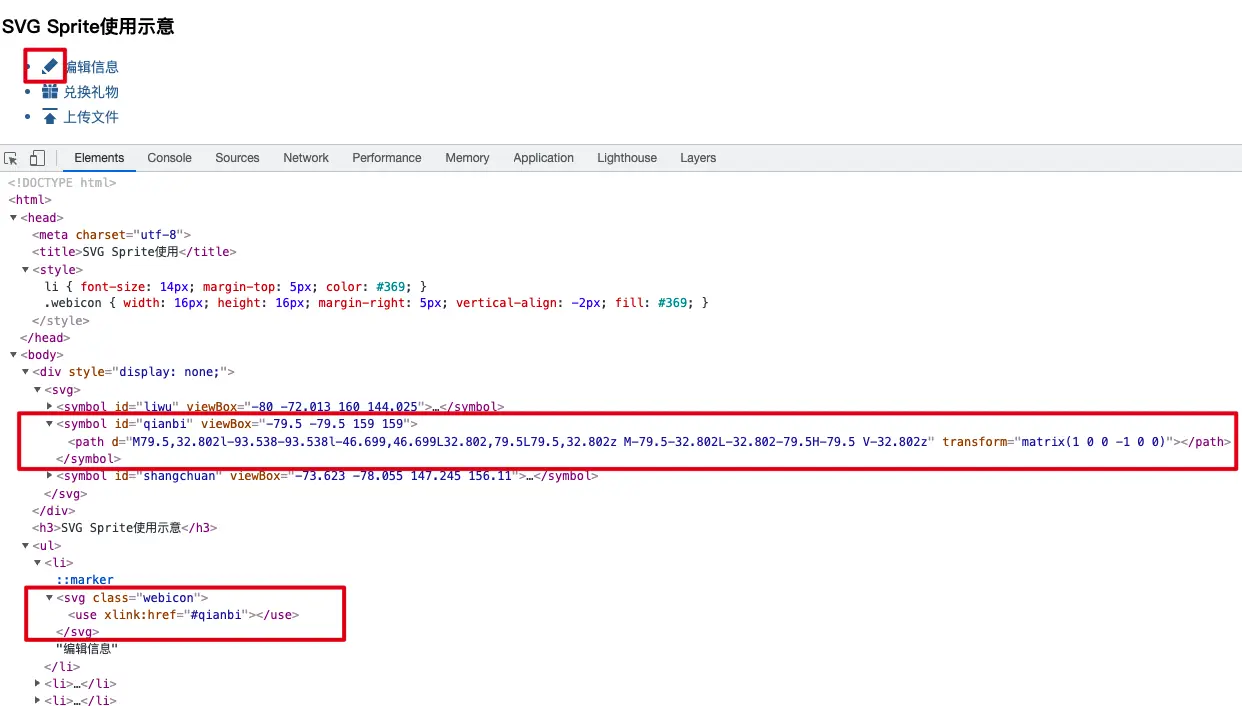 SVG Sprite使用示意
编辑信息
兑换礼物
上传文件
Elements Console Sources Network Performance Memory Application Lighthouse Layers
<!DOCTYPE html>
<html>
<head>
<meta charset="utf-8">
<title>SVG Sprite使用</title>
<style>
li { font-size: 14px; margin-top: 5px; color: #369; }
.webicon { width: 16px; height: 16px; margin-right: 5px; vertical-align: -2px; fill: #369; }
</style>
</head>
<body>
<div style="display: none;">
<svg>
<symbol id="liwu" viewBox="-80 -72.013 160 144.025">…</symbol>
<symbol id="qianbi" viewBox="-79.5 -79.5 159 159">
<path d="M79.5,32.802l-93.538-93.538l-46.699,46.699L32.802,79.5L79.5,32.802z M-79.5-32.802L-32.802-79.5H-79.5 V-32.802z" transform="matrix(1 0 0 -1 0 0)"></path>
</symbol>
<symbol id="shangchuan" viewBox="-73.623 -78.055 147.245 156.11">…</symbol>
</svg>
</div>
<h3>SVG Sprite使用示意</h3>
<ul>
<li>
::marker
<svg class="webicon">
<use xlink:href="#qianbi"></use>
</svg>
"编辑信息"
</li>
<li>…</li>
<li>…</li>